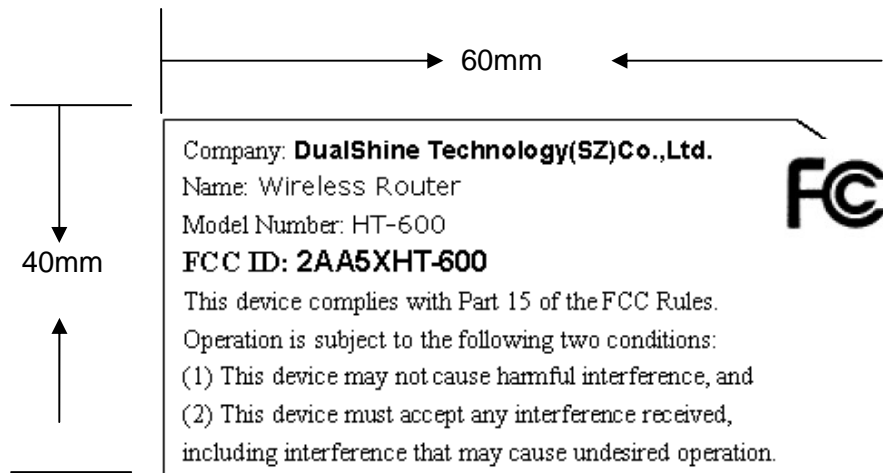 60mm
Company: DualShine Technology(SZ)Co.,Ltd.
FC
Name: Wireless Router
Model Number: HT-600
40mm
FCC ID: 2AA5XHT-600
This device complies with Part 15 of the FCC Rules.
Operation is subject to the following two conditions:
(1) This device may not cause harmful interference, and
(2) This device must accept any interference received,
including interference that may cause undesired operation.